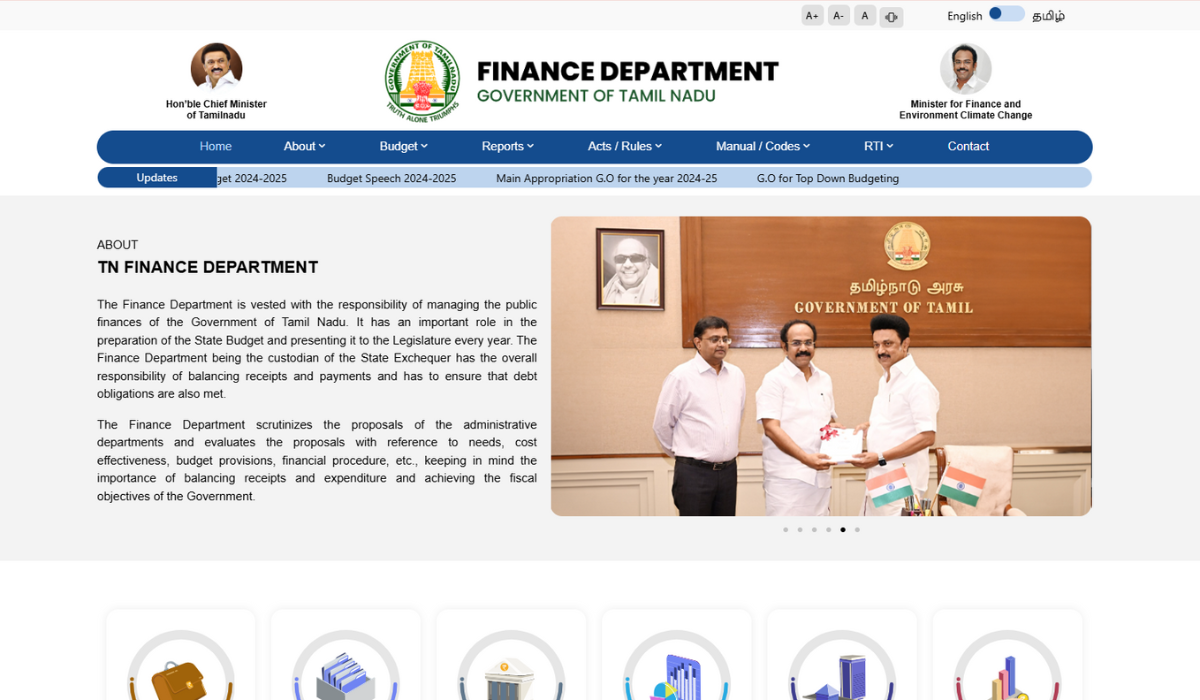 A+ A- A English தமிழ்
Hon'ble Chief Minister
of Tamilnadu
GOVERNMENT OF TAMILNADU
TRUTH ALONE TRIUMPHS
FINANCE DEPARTMENT
GOVERNMENT OF TAMIL NADU
Minister for Finance and
Environment Climate Change
Home About Budget Reports Acts / Rules Manual / Codes RTI Contact
Updates get 2024-2025 Budget Speech 2024-2025 Main Appropriation G.O for the year 2024-25 G.O for Top Down Budgeting
ABOUT
TN FINANCE DEPARTMENT
The Finance Department is vested with the responsibility of managing the public
finances of the Government of Tamil Nadu. It has an important role in the
preparation of the State Budget and presenting it to the Legislature every year. The
Finance Department being the custodian of the State Exchequer has the overall
responsibility of balancing receipts and payments and has to ensure that debt
obligations are also met.
The Finance Department scrutinizes the proposals of the administrative
departments and evaluates the proposals with reference to needs, cost
effectiveness, budget provisions, financial procedure, etc., keeping in mind the
importance of balancing receipts and expenditure and achieving the fiscal
objectives of the Government.
தமிழ்நாடு அரசு
GOVERNMENT OF TAMIL